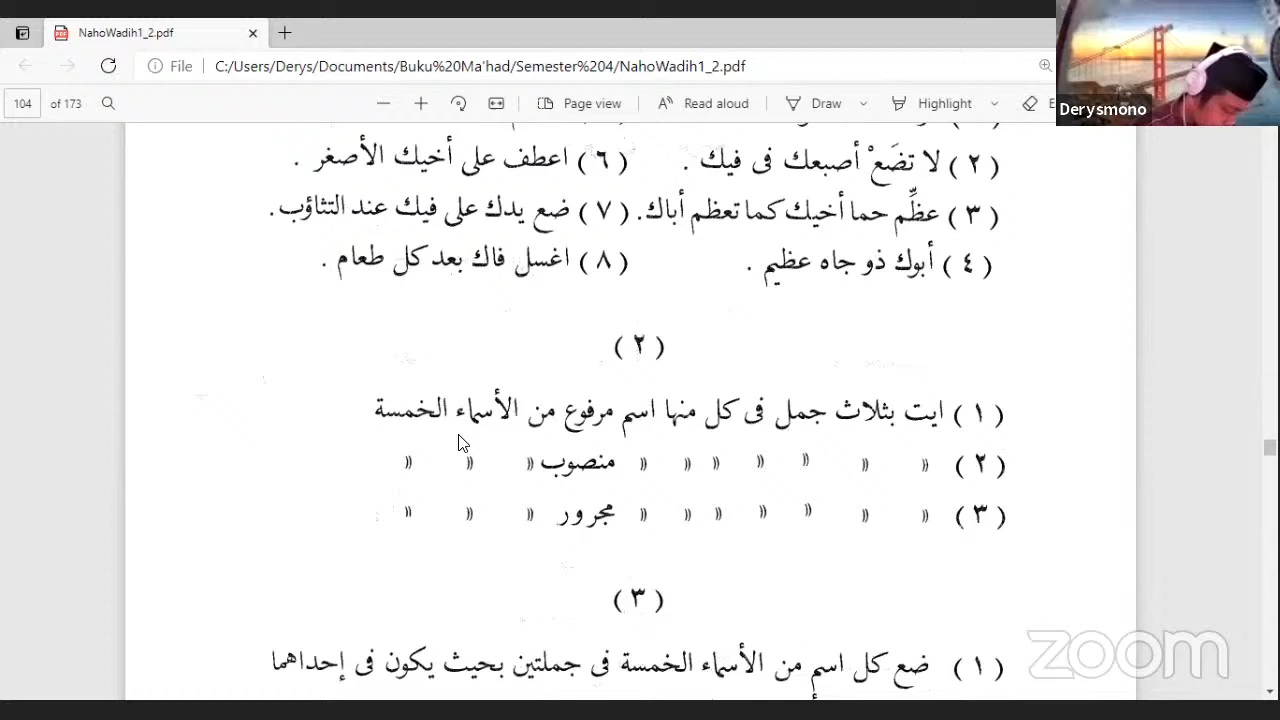 NahoWadih1_2.pdf
File C:/Users/Derys/Documents/Buku%20Ma'had/Semester%204/NahoWadih1_2.pdf
104 of 173 Page view Read aloud Draw Highlight
Derysmono
( ٢ ) لا تضَعْ أصبعك فى فيك . ( ٦ ) اعطف على أخيك الأصغر .
( ٣ ) عظِّم حما أخيك كما تعظم أباك . ( ٧ ) ضع يدك على فيك عند التثاؤب .
( ٤ ) أبوك ذو جاه عظيم . ( ٨ ) اغسل فاك بعد كل طعام .
( ٢ )
( ١ ) ايت بثلاث جمل فى كل منها اسم مرفوع من الأسماء الخمسة
( ٢ ) » » » » » » » منصوب » » »
( ٣ ) » » » » » » » مجرور » » »
( ٣ )
( ١ ) ضع كل اسم من الأسماء الخمسة فى جملتين بحيث يكون فى إحداهما
zoom